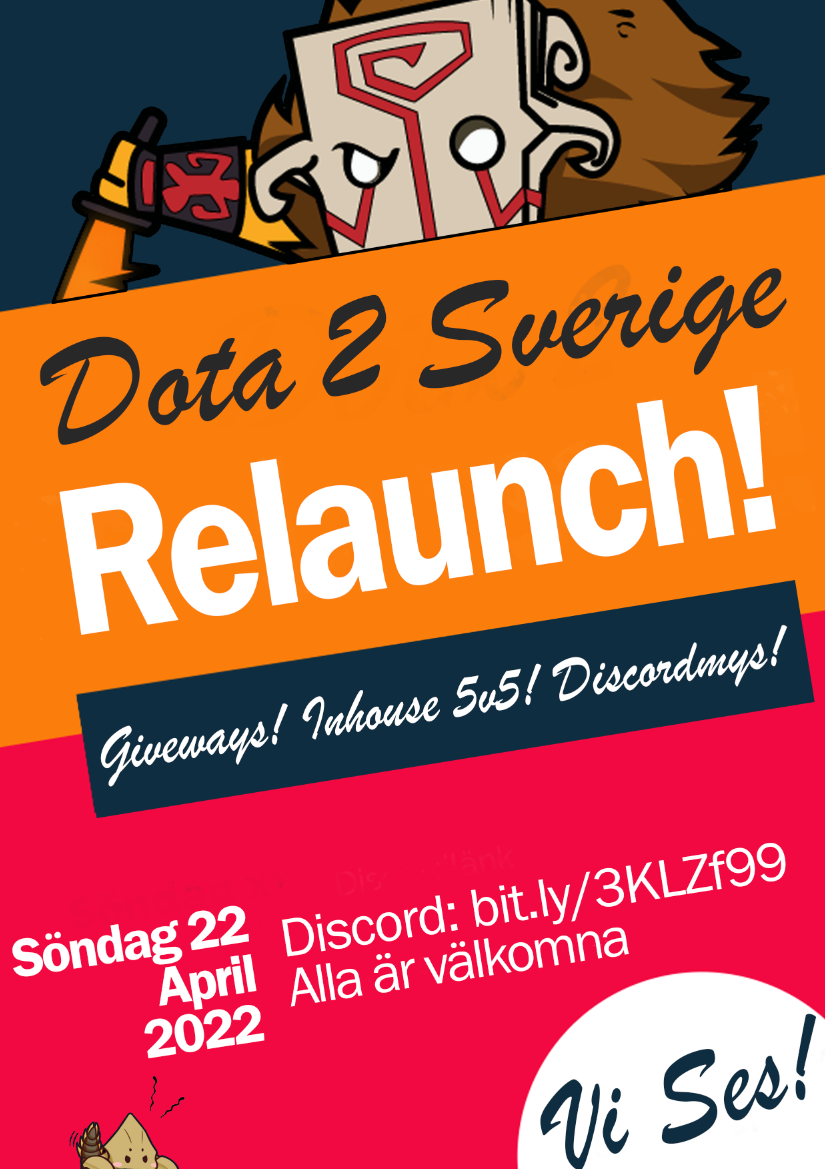 Dota 2 Sverige
Relaunch!
Giveways! Inhouse 5v5! Discordmys!
Söndag 22
April
2022
Discord: bit.ly/3KLZf99
Alla är välkomna
Vi Ses!